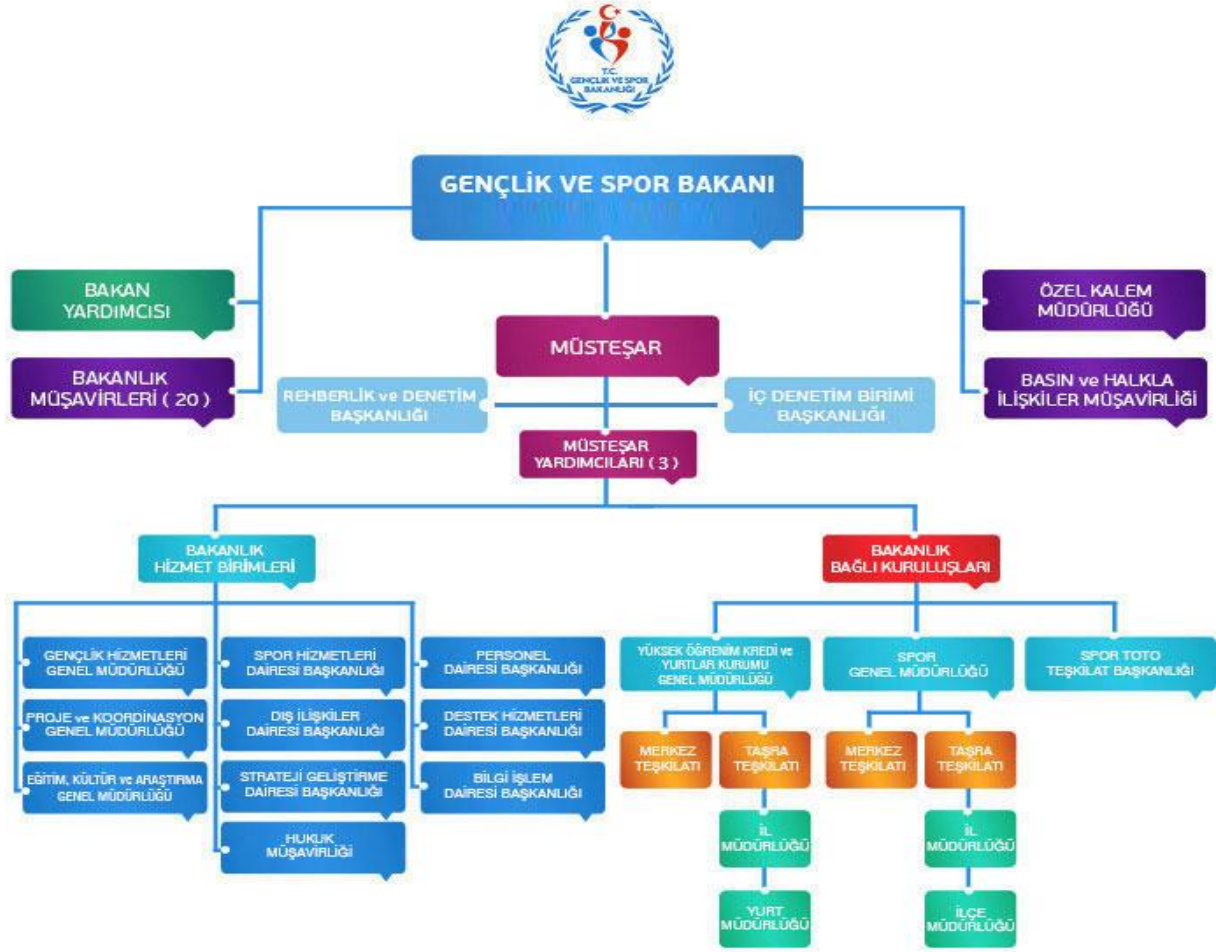 T.C.
GENÇLİK VE SPOR
BAKANLIĞI
GENÇLİK VE SPOR BAKANI
BAKAN
YARDIMCISI
BAKANLIK
MÜŞAVİRLERİ ( 20 )
ÖZEL KALEM
MÜDÜRLÜĞÜ
BASIN ve HALKLA
İLİŞKİLER MÜŞAVİRLİĞİ
MÜSTEŞAR
REHBERLİK ve DENETİM
BAŞKANLIĞI
İÇ DENETİM BİRİMİ
BAŞKANLIĞI
MÜSTEŞAR
YARDIMCILARI ( 3 )
BAKANLIK
HİZMET BİRİMLERİ
BAKANLIK
BAĞLI KURULUŞLARI
GENÇLİK HİZMETLERİ
GENEL MÜDÜRLÜĞÜ
SPOR HİZMETLERİ
DAİRESİ BAŞKANLIĞI
PERSONEL
DAİRESİ BAŞKANLIĞI
PROJE ve KOORDİNASYON
GENEL MÜDÜRLÜĞÜ
DIŞ İLİŞKİLER
DAİRESİ BAŞKANLIĞI
DESTEK HİZMETLERİ
DAİRESİ BAŞKANLIĞI
EĞİTİM, KÜLTÜR ve ARAŞTIRMA
GENEL MÜDÜRLÜĞÜ
STRATEJİ GELİŞTİRME
DAİRESİ BAŞKANLIĞI
BİLGİ İŞLEM
DAİRESİ BAŞKANLIĞI
HUKUK
MÜŞAVİRLİĞİ
YÜKSEK ÖĞRENİM KREDİ ve
YURTLAR KURUMU
GENEL MÜDÜRLÜĞÜ
SPOR
GENEL MÜDÜRLÜĞÜ
SPOR TOTO
TEŞKİLAT BAŞKANLIĞI
MERKEZ
TEŞKİLATI
TAŞRA
TEŞKİLATI
MERKEZ
TEŞKİLATI
TAŞRA
TEŞKİLATI
İL
MÜDÜRLÜĞÜ
İL
MÜDÜRLÜĞÜ
YURT
MÜDÜRLÜĞÜ
İLÇE
MÜDÜRLÜĞÜ